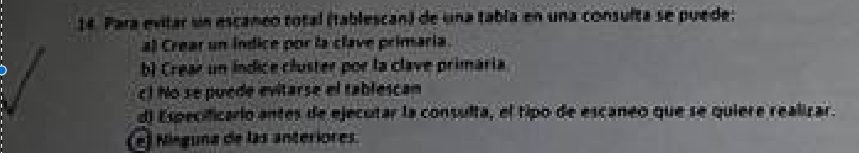 14. Para evitar un escaneo total (tablescan) de una tabla en una consulta se puede:
a) Crear un índice por la clave primaria.
b) Crear un índice cluster por la clave primaria
c) No se puede evitarse el tablescan
d) Especificarlo antes de ejecutar la consulta, el tipo de escaneo que se quiere realizar.
e) Ninguna de las anteriores.